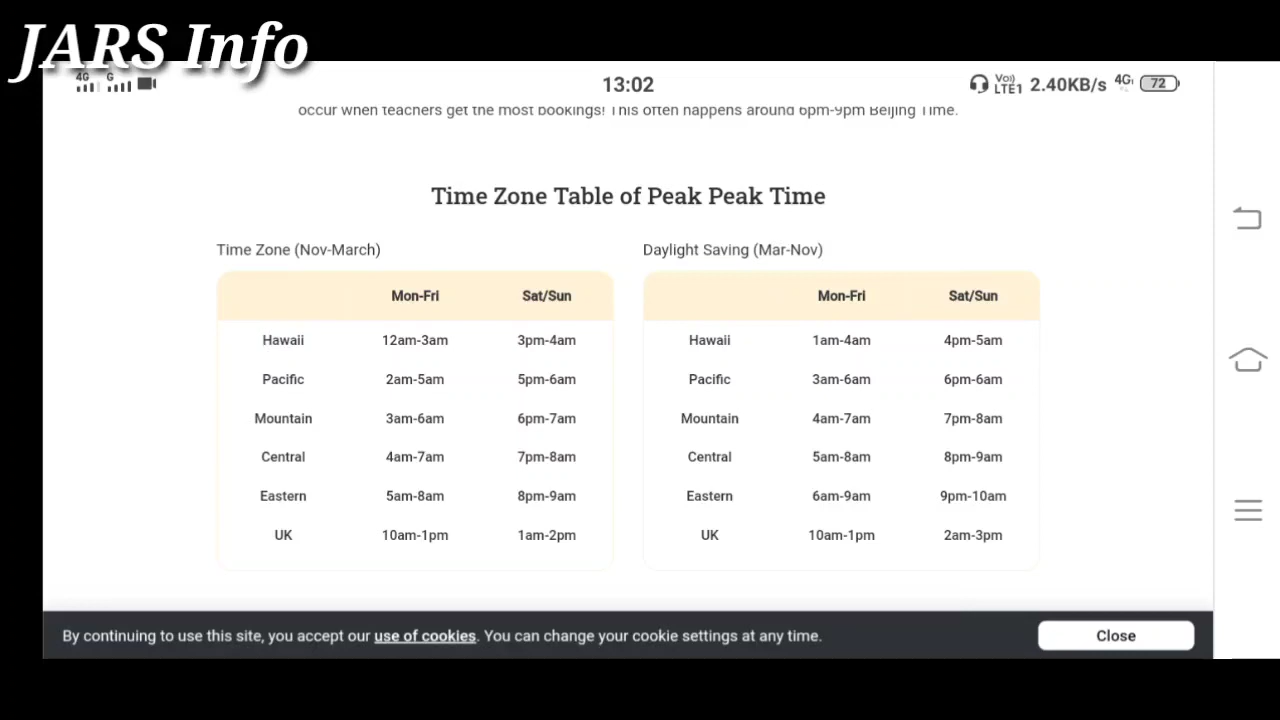 JARS Info
4G G 13:02 VoI) LTE1 2.40KB/s 4G 72
occur when teachers get the most bookings! This often happens around 6pm-9pm Beijing Time.
Time Zone Table of Peak Peak Time
Time Zone (Nov-March)
Mon-Fri Sat/Sun
Hawaii 12am-3am 3pm-4am
Pacific 2am-5am 5pm-6am
Mountain 3am-6am 6pm-7am
Central 4am-7am 7pm-8am
Eastern 5am-8am 8pm-9am
UK 10am-1pm 1am-2pm
Daylight Saving (Mar-Nov)
Mon-Fri Sat/Sun
Hawaii 1am-4am 4pm-5am
Pacific 3am-6am 6pm-6am
Mountain 4am-7am 7pm-8am
Central 5am-8am 8pm-9am
Eastern 6am-9am 9pm-10am
UK 10am-1pm 2am-3pm
By continuing to use this site, you accept our use of cookies. You can change your cookie settings at any time.
Close